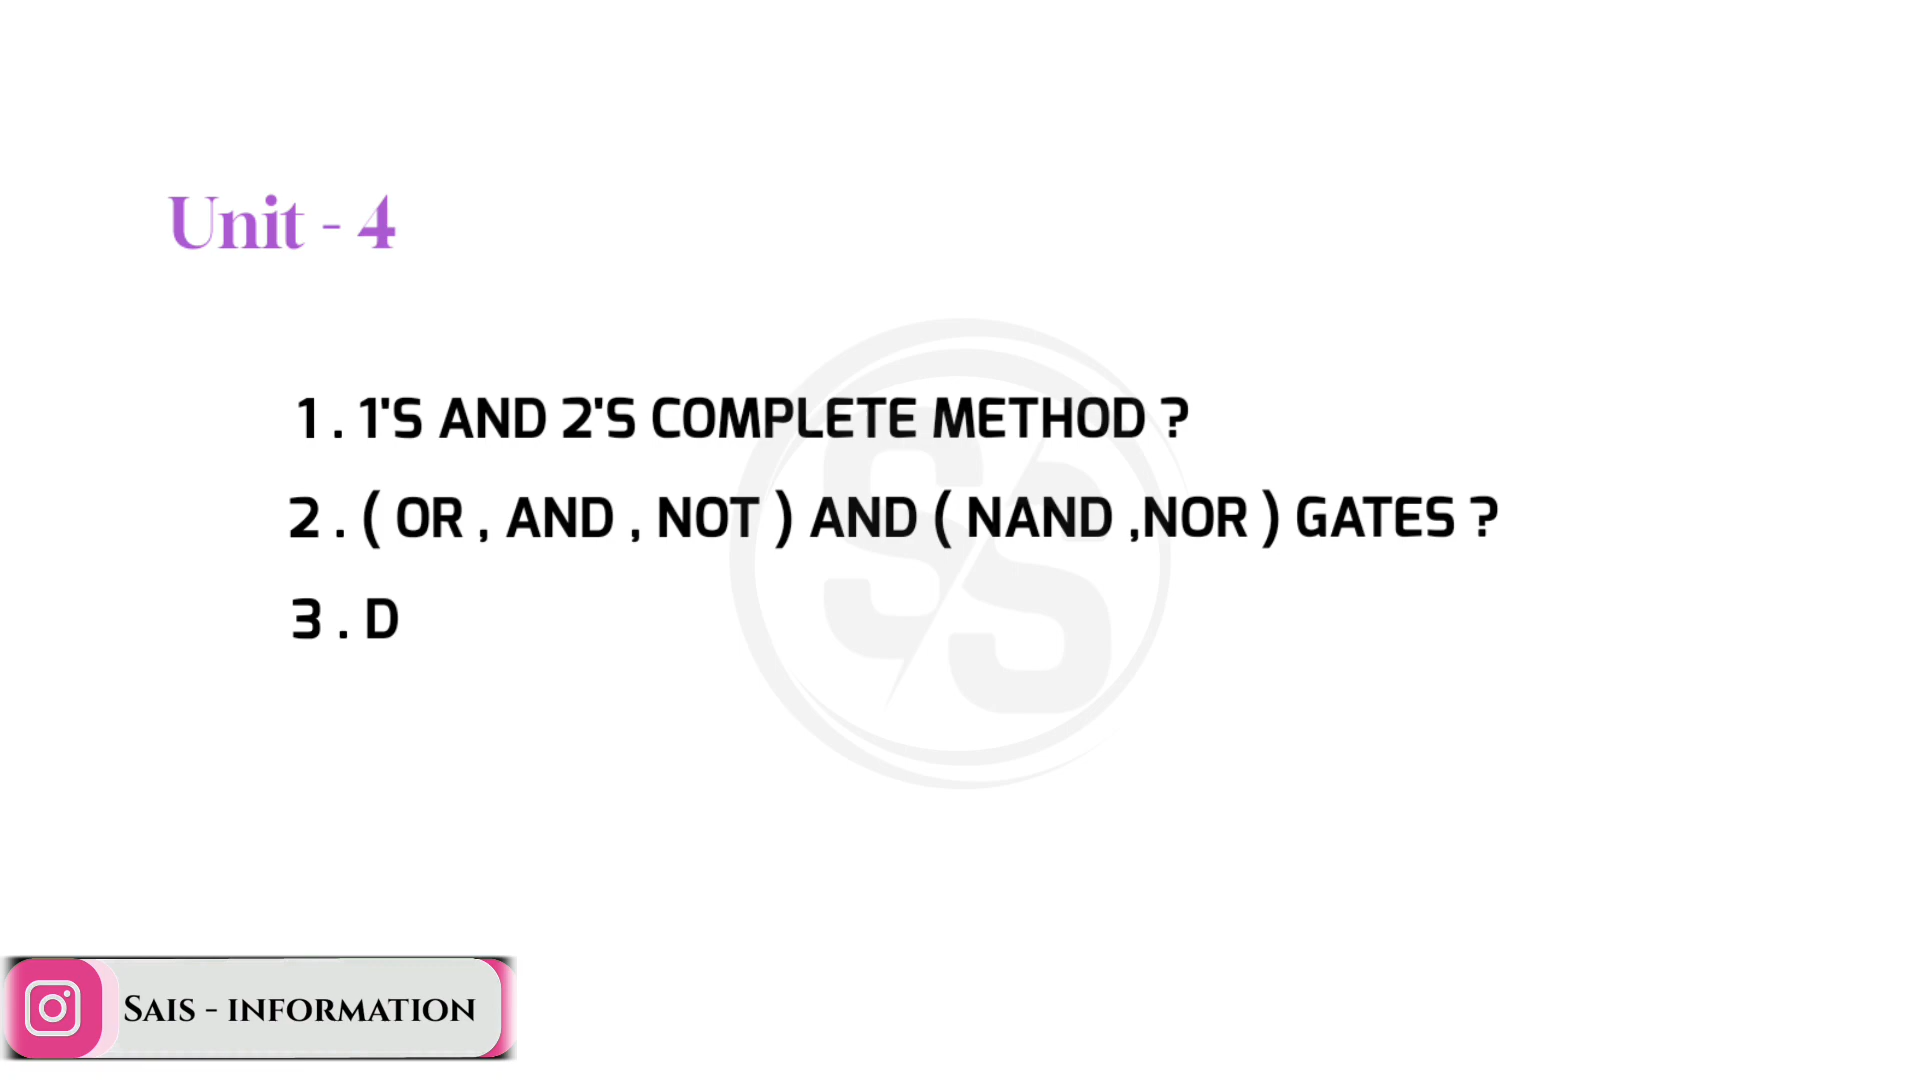 Unit - 4
1 . 1'S AND 2'S COMPLETE METHOD ?
2 . ( OR , AND , NOT ) AND ( NAND ,NOR ) GATES ?
3 . D
SS
SAIS - INFORMATION